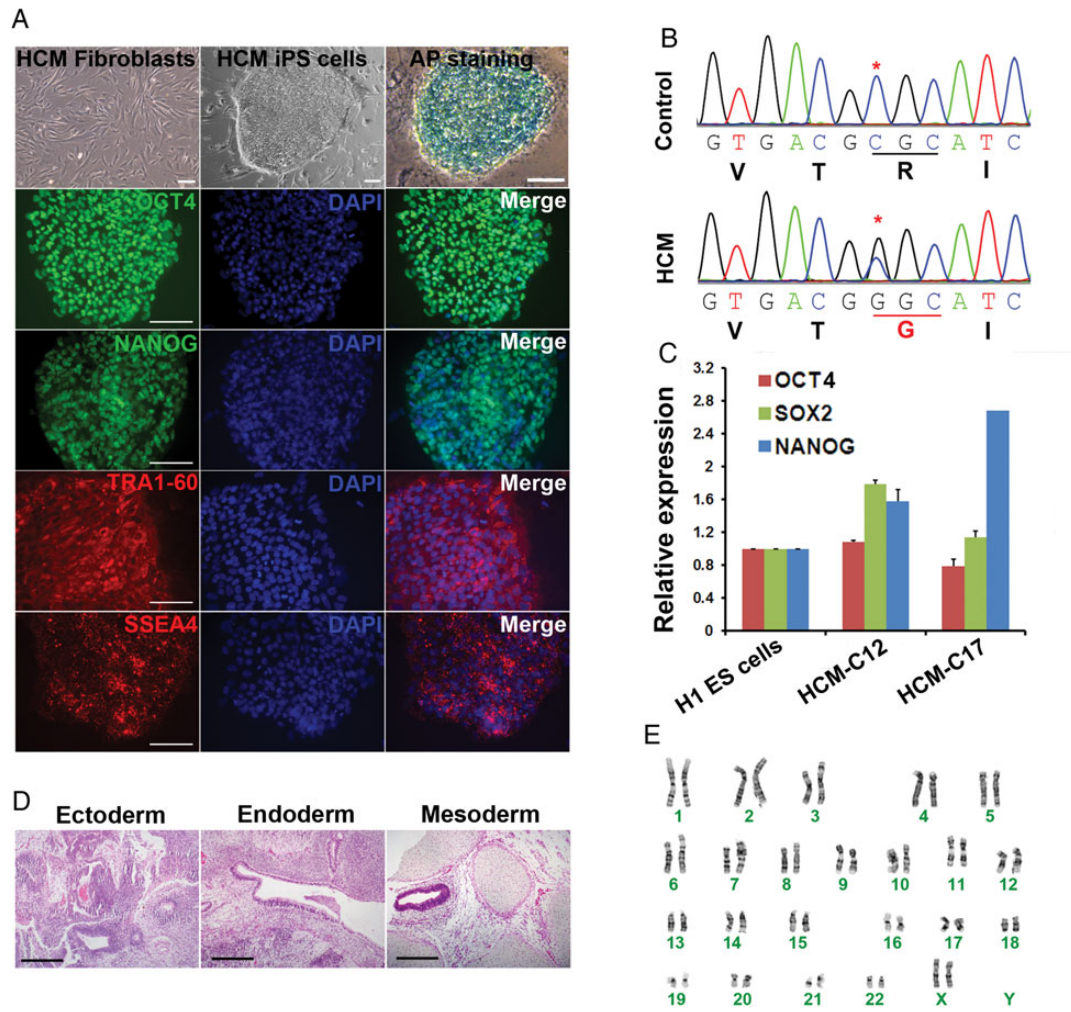 A
HCM Fibroblasts HCM iPS cells AP staining
OCT4 DAPI Merge
NANOG DAPI Merge
TRA1-60 DAPI Merge
SSEA4 DAPI Merge
B
Control
G T G A C G C G C A T C
V T R I
HCM
G T G A C G G G C A T C
V T G I
C
Relative expression
3.2
2.8
2.4
2
1.6
1.2
0.8
0.4
0
OCT4
SOX2
NANOG
H1 ES cells HCM-C12 HCM-C17
D
Ectoderm Endoderm Mesoderm
E
1 2 3 4 5
6 7 8 9 10 11 12
13 14 15 16 17 18
19 20 21 22 X Y